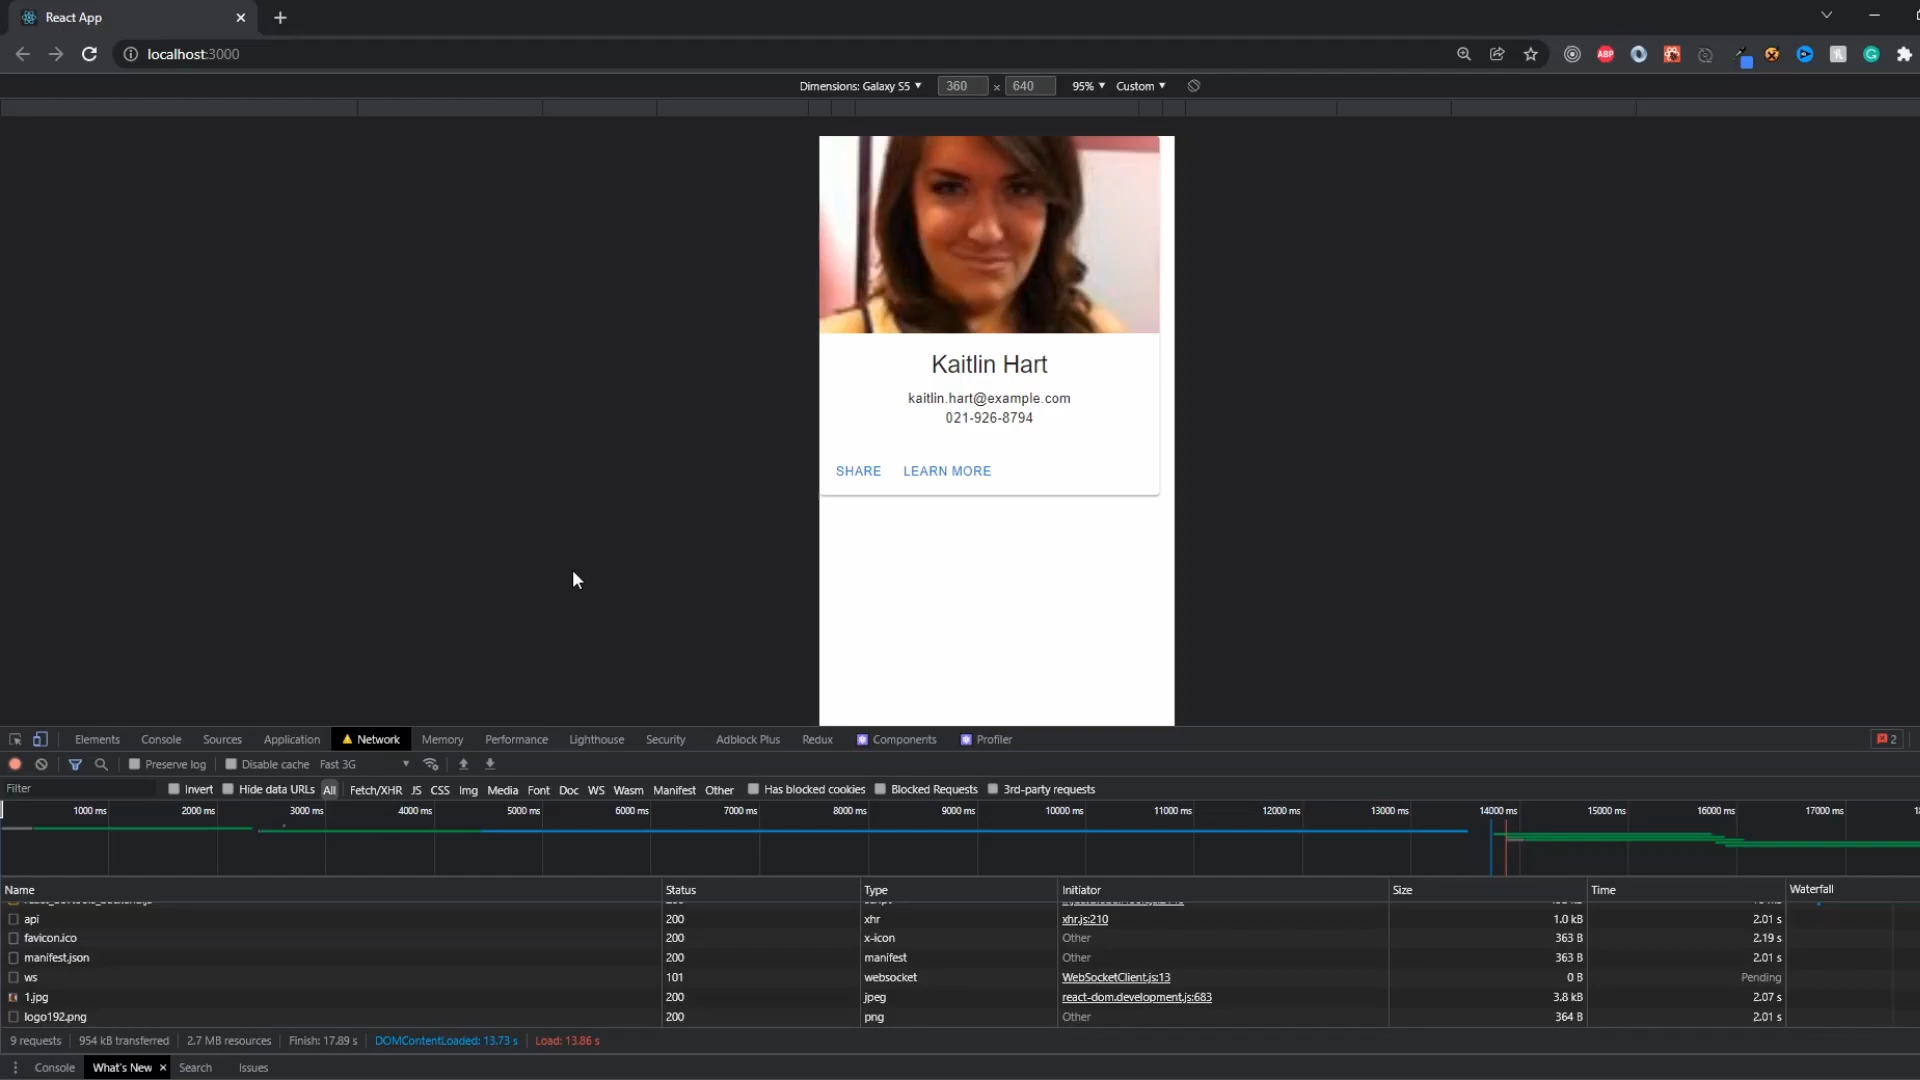 React App
localhost:3000
Dimensions: Galaxy S5 360 x 640 95% Custom
Kaitlin Hart
kaitlin.hart@example.com
021-926-8794
SHARE LEARN MORE
Elements Console Sources Application Network Memory Performance Lighthouse Security Adblock Plus Redux Components Profiler 2
Preserve log Disable cache Fast 3G
Filter Invert Hide data URLs All Fetch/XHR JS CSS Img Media Font Doc WS Wasm Manifest Other Has blocked cookies Blocked Requests 3rd-party requests
1000 ms 2000 ms 3000 ms 4000 ms 5000 ms 6000 ms 7000 ms 8000 ms 9000 ms 10000 ms 11000 ms 12000 ms 13000 ms 14000 ms 15000 ms 16000 ms 17000 ms
Name Status Type Initiator Size Time Waterfall
api 200 xhr xhr.js:210 1.0 kB 2.01 s
favicon.ico 200 x-icon Other 363 B 2.19 s
manifest.json 200 manifest Other 363 B 2.01 s
ws 101 websocket WebSocketClient.js:13 0 B Pending
1.jpg 200 jpeg react-dom.development.js:683 3.8 kB 2.07 s
logo192.png 200 png Other 364 B 2.01 s
9 requests 954 kB transferred 2.7 MB resources Finish: 17.89 s DOMContentLoaded: 13.73 s Load: 13.86 s
Console What's New Search Issues